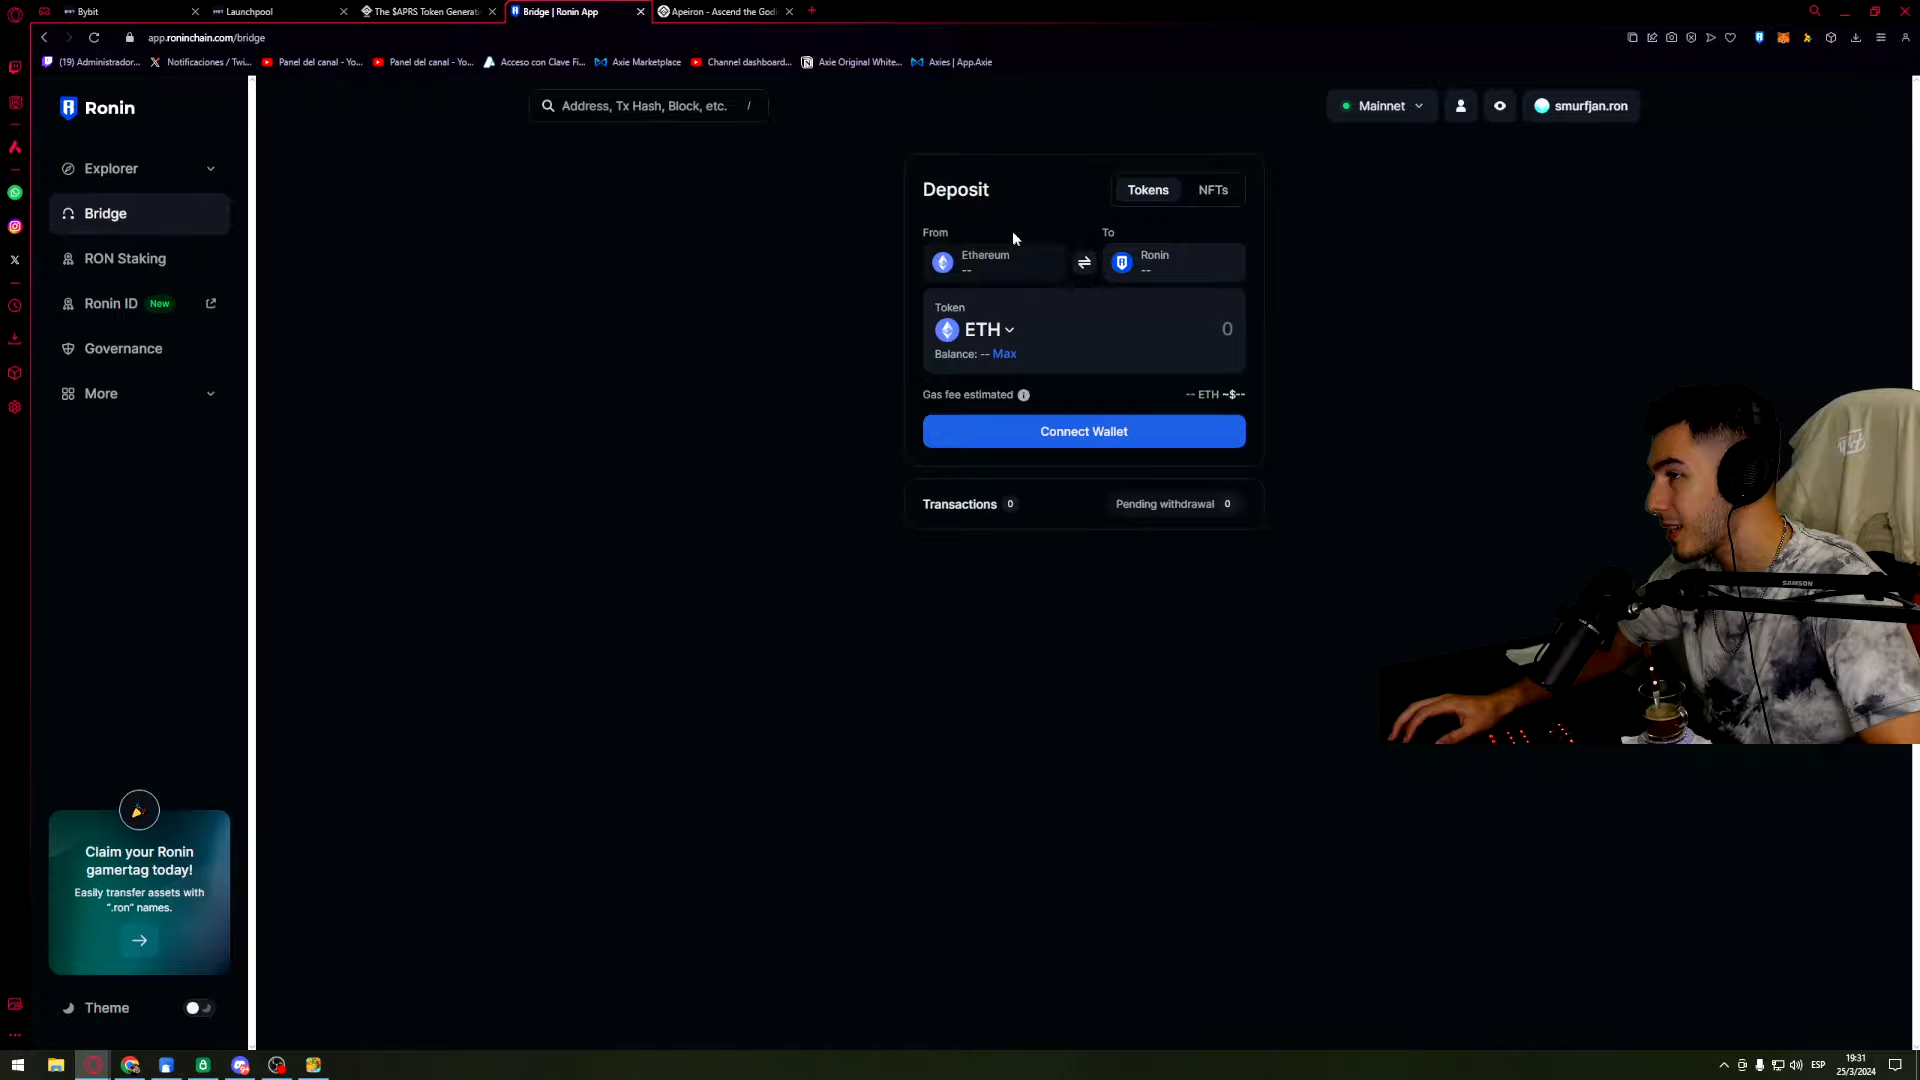 Bybit
Launchpool
The $APRS Token Generati
Bridge | Ronin App
Apeiron - Ascend the Godi
app.roninchain.com/bridge
(19) Administrador...
Notificaciones / Twi...
Panel del canal - Yo...
Panel del canal - Yo...
Acceso con Clave Fi...
Axie Marketplace
Channel dashboard...
Axie Original White...
Axies | App.Axie
Ronin
Address, Tx Hash, Block, etc. /
Mainnet
smurfjan.ron
Explorer
Bridge
RON Staking
Ronin ID New
Governance
More
Deposit
Tokens
NFTs
From
To
Ethereum
--
Ronin
--
Token
ETH
0
Balance: -- Max
Gas fee estimated
-- ETH ~$--
Connect Wallet
Transactions 0
Pending withdrawal 0
SAMSON
Claim your Ronin
gamertag today!
Easily transfer assets with
".ron" names.
Theme
ESP
19:31
25/3/2024